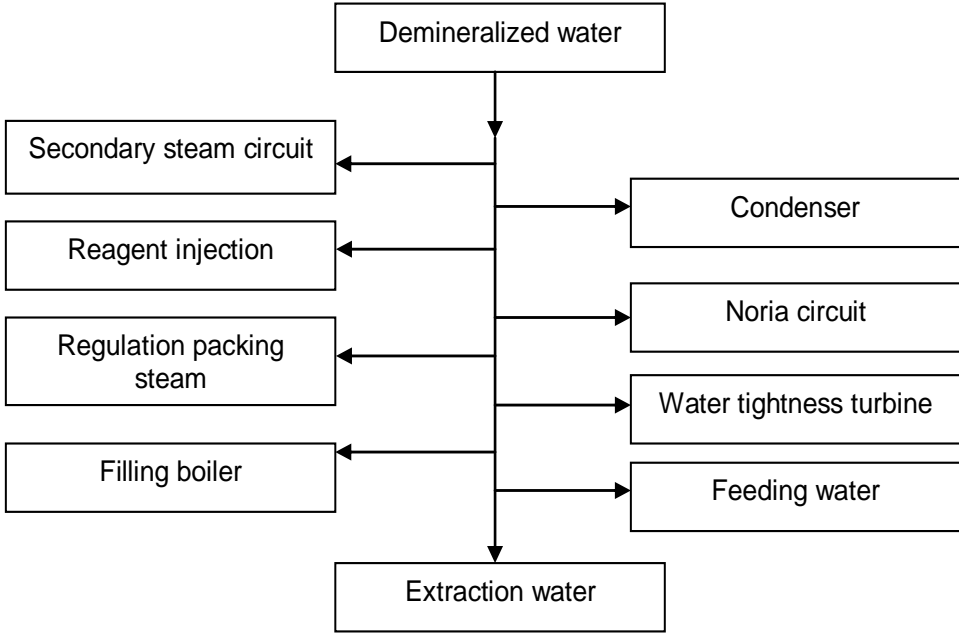 Demineralized water
Secondary steam circuit
Condenser
Reagent injection
Noria circuit
Regulation packing
steam
Water tightness turbine
Filling boiler
Feeding water
Extraction water